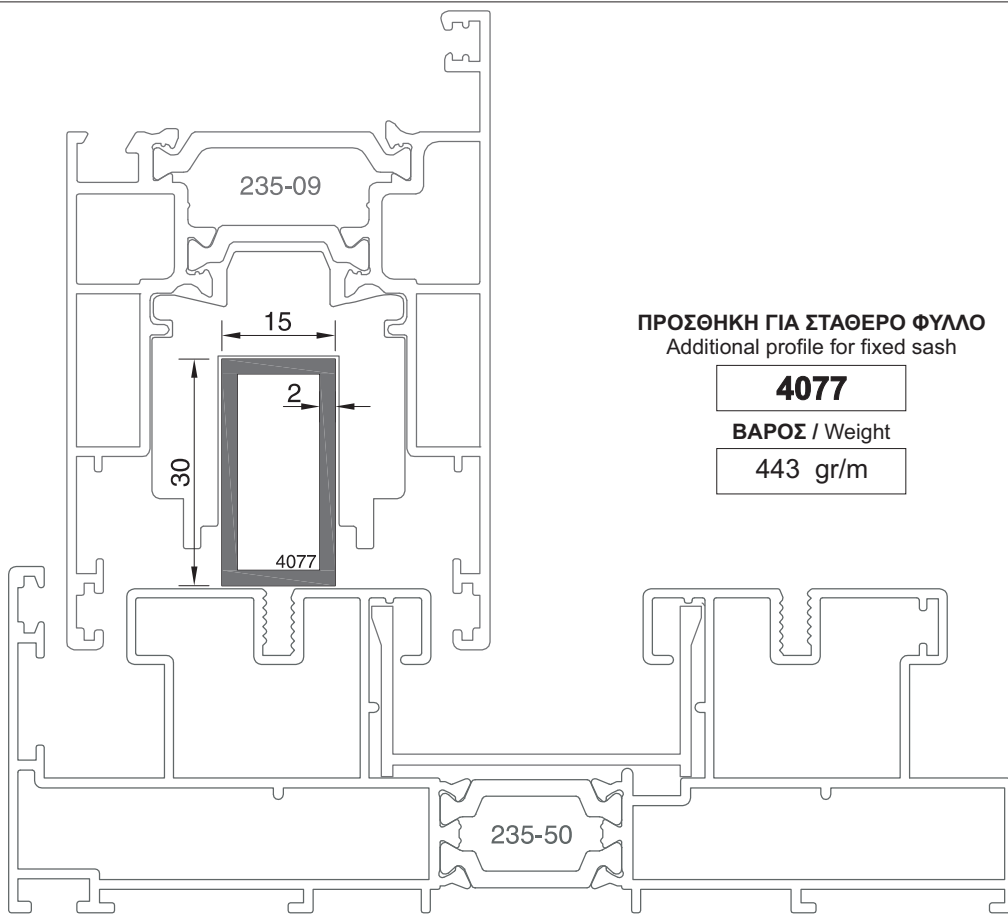 235-09
15
2
30
4077
235-50
ΠΡΟΣΘΗΚΗ ΓΙΑ ΣΤΑΘΕΡΟ ΦΥΛΛΟ
Additional profile for fixed sash
4077
ΒΑΡΟΣ / Weight
443 gr/m